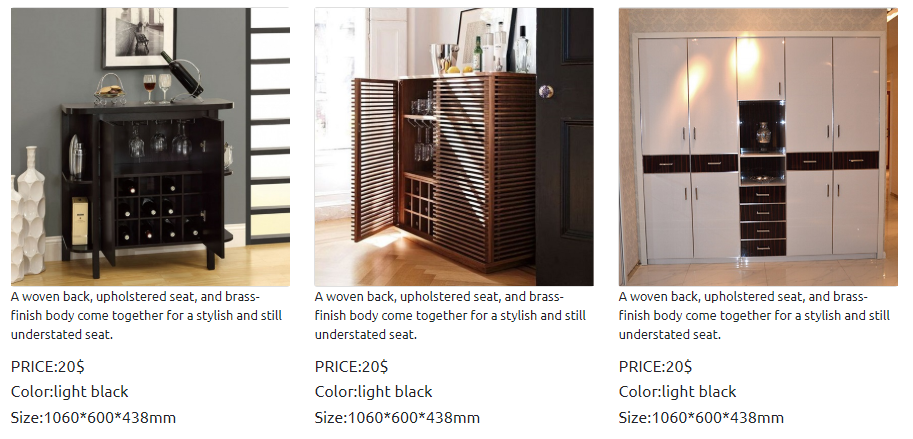 A woven back, upholstered seat, and brass-
finish body come together for a stylish and still
understated seat.
PRICE:20$
Color:light black
Size:1060*600*438mm
A woven back, upholstered seat, and brass-
finish body come together for a stylish and still
understated seat.
PRICE:20$
Color:light black
Size:1060*600*438mm
A woven back, upholstered seat, and brass-
finish body come together for a stylish and still
understated seat.
PRICE:20$
Color:light black
Size:1060*600*438mm